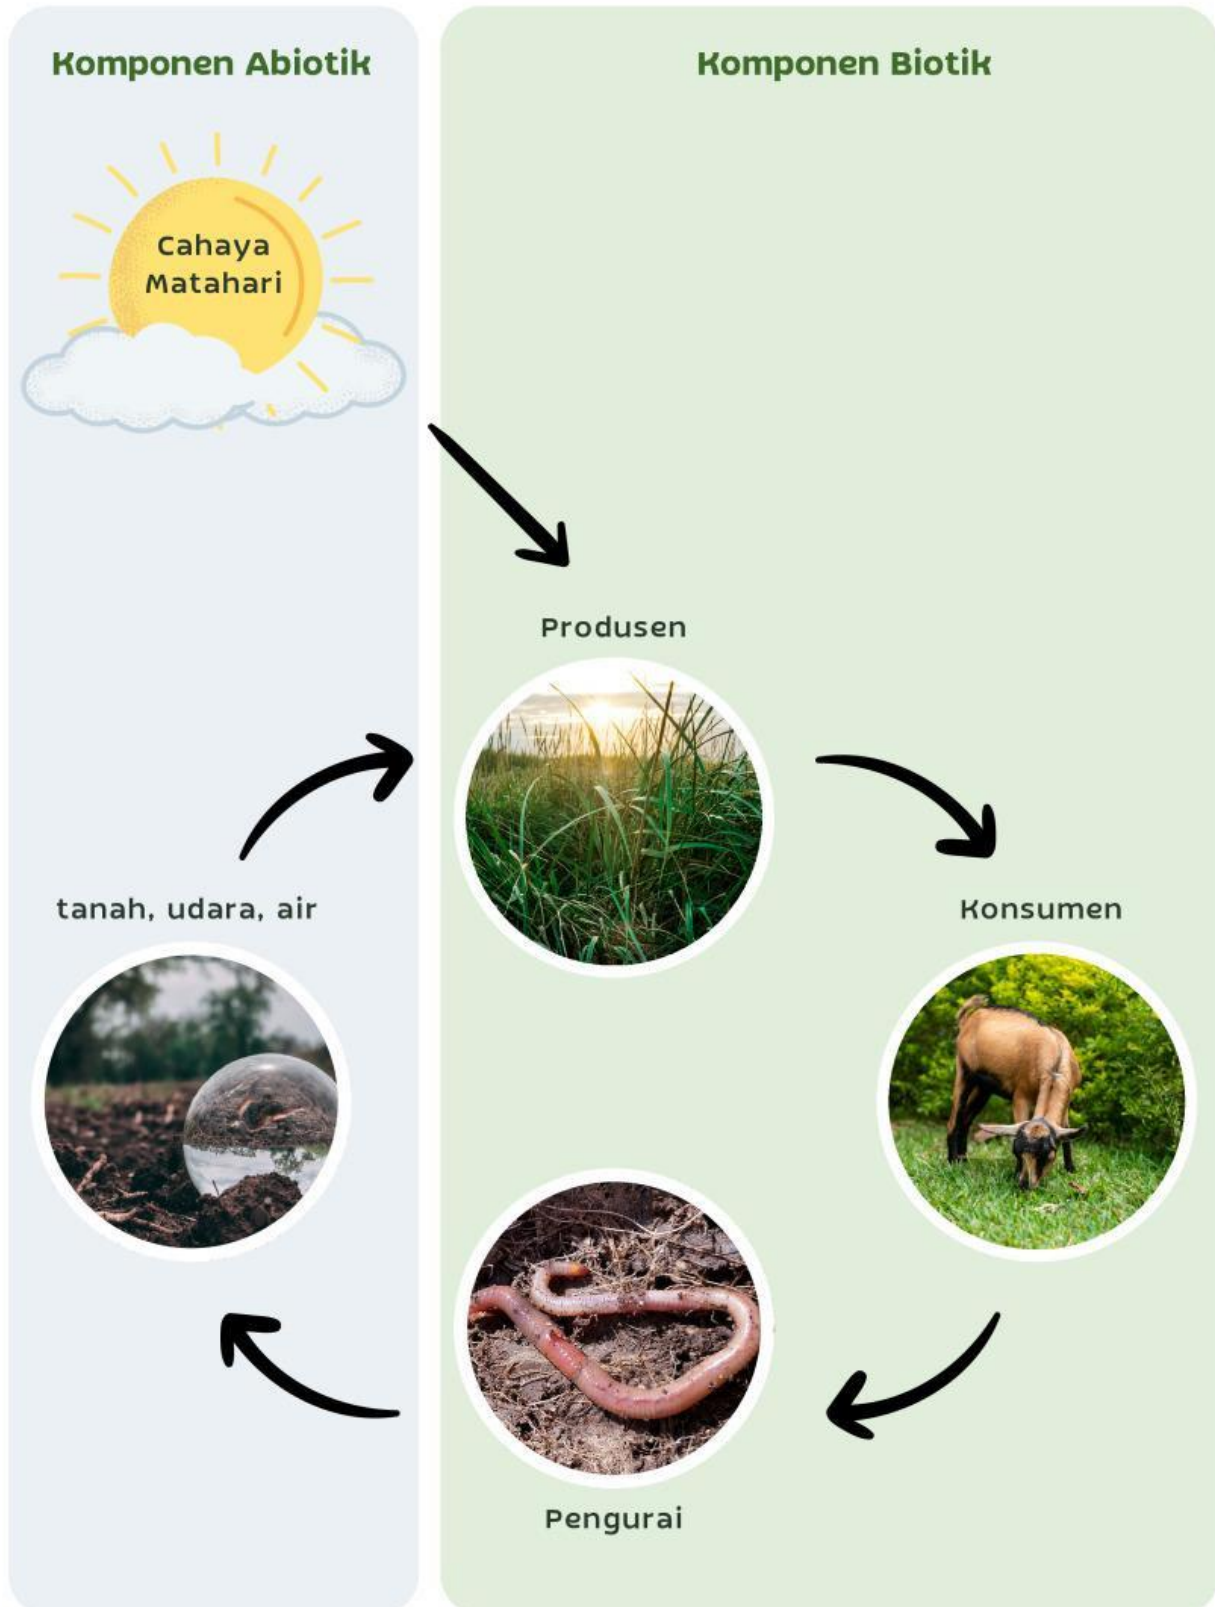 Komponen Abiotik
Komponen Biotik
Cahaya
Matahari
Produsen
tanah, udara, air
Konsumen
Pengurai